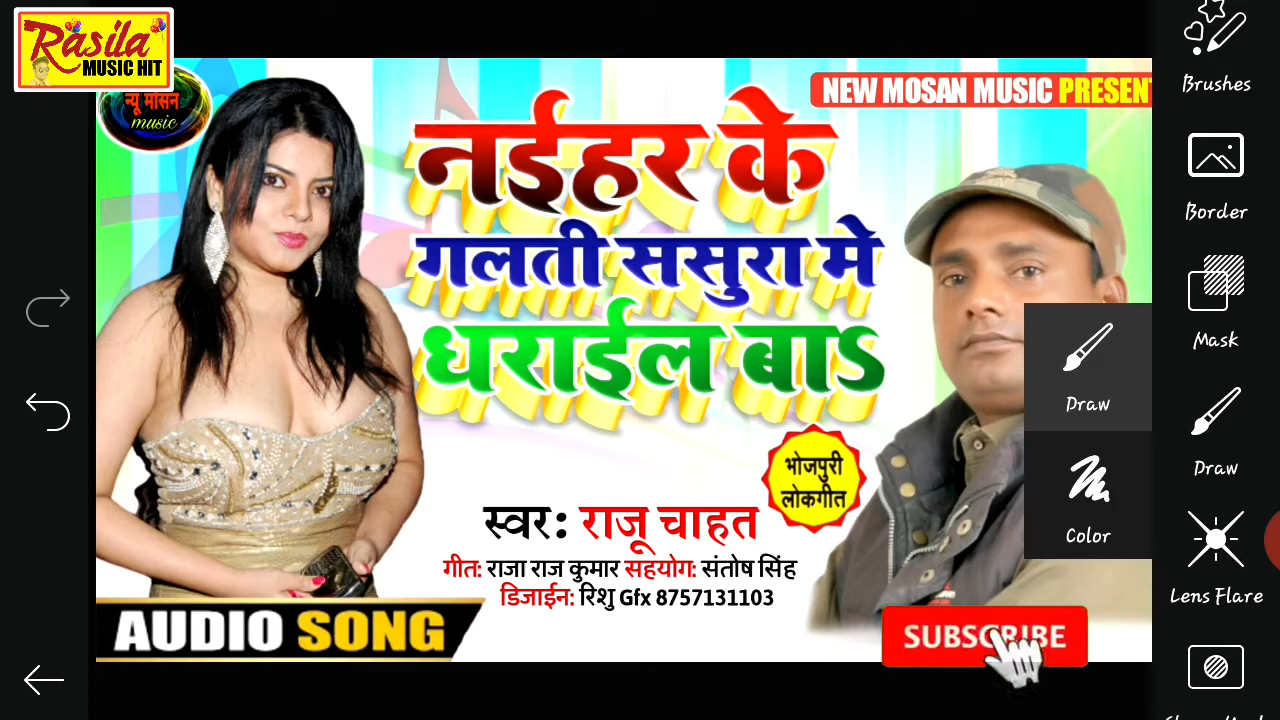 Rasila
MUSIC HIT
न्यू मोसन
music
NEW MOSAN MUSIC PRESENT
नईहर के
गलती ससुरा मे
धराईल बाऽ
भोजपुरी
लोकगीत
स्वर: राजू चाहत
गीत: राजा राज कुमार सहयोग: संतोष सिंह
डिजाईन: रिशु Gfx 8757131103
AUDIO SONG
SUBSCRIBE
Brushes
Border
Mask
Draw
Color
Draw
Lens Flare